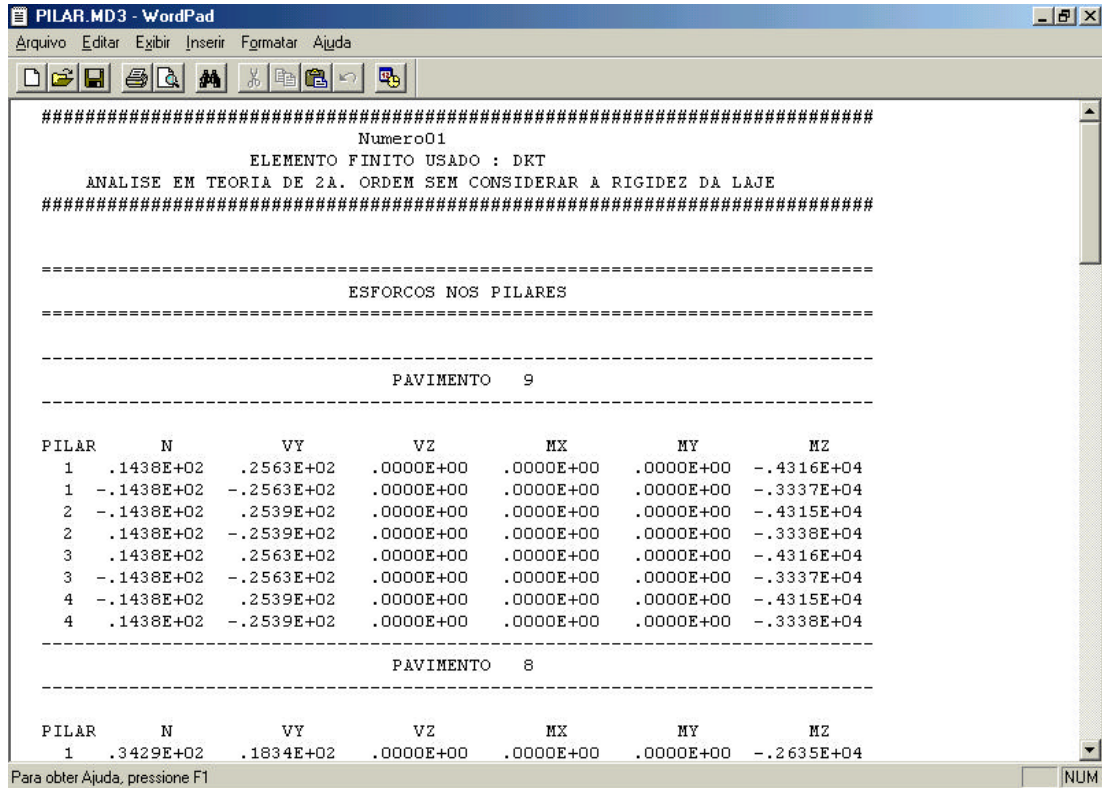 PILAR.MD3 - WordPad
Arquivo Editar Exibir Inserir Formatar Ajuda
############################################################################
Numero01
ELEMENTO FINITO USADO : DKT
ANALISE EM TEORIA DE 2A. ORDEM SEM CONSIDERAR A RIGIDEZ DA LAJE
############################################################################
============================================================================
ESFORCOS NOS PILARES
============================================================================
----------------------------------------------------------------------------
PAVIMENTO 9
----------------------------------------------------------------------------
PILAR N VY VZ MX MY MZ
1 .1438E+02 .2563E+02 .0000E+00 .0000E+00 .0000E+00 -.4316E+04
1 -.1438E+02 -.2563E+02 .0000E+00 .0000E+00 .0000E+00 -.3337E+04
2 -.1438E+02 .2539E+02 .0000E+00 .0000E+00 .0000E+00 -.4315E+04
2 .1438E+02 -.2539E+02 .0000E+00 .0000E+00 .0000E+00 -.3338E+04
3 .1438E+02 .2563E+02 .0000E+00 .0000E+00 .0000E+00 -.4316E+04
3 -.1438E+02 -.2563E+02 .0000E+00 .0000E+00 .0000E+00 -.3337E+04
4 -.1438E+02 .2539E+02 .0000E+00 .0000E+00 .0000E+00 -.4315E+04
4 .1438E+02 -.2539E+02 .0000E+00 .0000E+00 .0000E+00 -.3338E+04
----------------------------------------------------------------------------
PAVIMENTO 8
----------------------------------------------------------------------------
PILAR N VY VZ MX MY MZ
1 .3429E+02 .1834E+02 .0000E+00 .0000E+00 .0000E+00 -.2635E+04
Para obter Ajuda, pressione F1 NUM